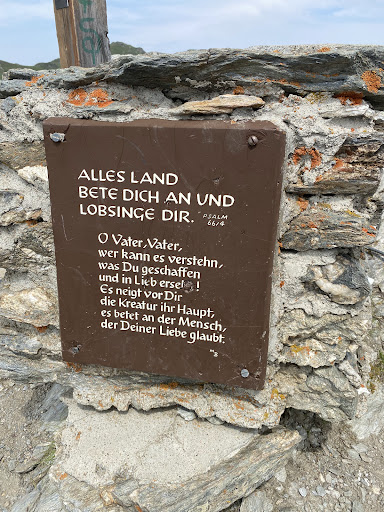 ALLES LAND
BETE DICH AN UND
LOBSINGE DIR. PSALM
66/4
O Vater, Vater,
wer kann es verstehn,
was Du geschaffen
und in Lieb ersehn!
Es neigt vor Dir
die Kreatur ihr Haupt,
es betet an der Mensch,
der Deiner Liebe glaubt.